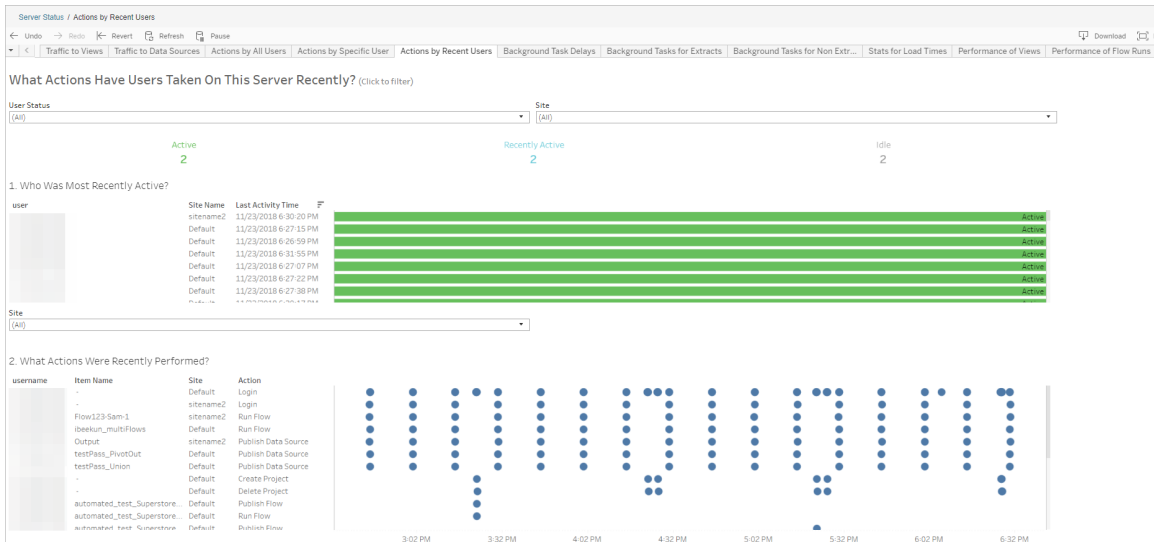 Server Status / Actions by Recent Users
← Undo → Redo Revert Refresh Pause Download
Traffic to Views Traffic to Data Sources Actions by All Users Actions by Specific User Actions by Recent Users Background Task Delays Background Tasks for Extracts Background Tasks for Non Extr... Stats for Load Times Performance of Views Performance of Flow Runs
What Actions Have Users Taken On This Server Recently? (Click to filter)
User Status Site
(All) (All)
Active Recently Active Idle
2 2 2
1. Who Was Most Recently Active?
user Site Name Last Activity Time
sitename2 11/23/2018 6:30:20 PM Active
Default 11/23/2018 6:27:15 PM Active
Default 11/23/2018 6:26:59 PM Active
Default 11/23/2018 6:31:55 PM Active
Default 11/23/2018 6:27:07 PM Active
Default 11/23/2018 6:27:22 PM Active
Default 11/23/2018 6:27:38 PM Active
Site
(All)
2. What Actions Were Recently Performed?
username Item Name Site Action
- Default Login
- sitename2 Login
Flow123-Sam-1 sitename2 Run Flow
ibeekun_multiFlows Default Run Flow
Output sitename2 Publish Data Source
testPass_PivotOut Default Publish Data Source
testPass_Union Default Publish Data Source
- Default Create Project
- Default Delete Project
automated_test_Superstore... Default Publish Flow
automated_test_Superstore... Default Run Flow
automated_test_Superstore... Default Publish Flow
3:02 PM 3:32 PM 4:02 PM 4:32 PM 5:02 PM 5:32 PM 6:02 PM 6:32 PM